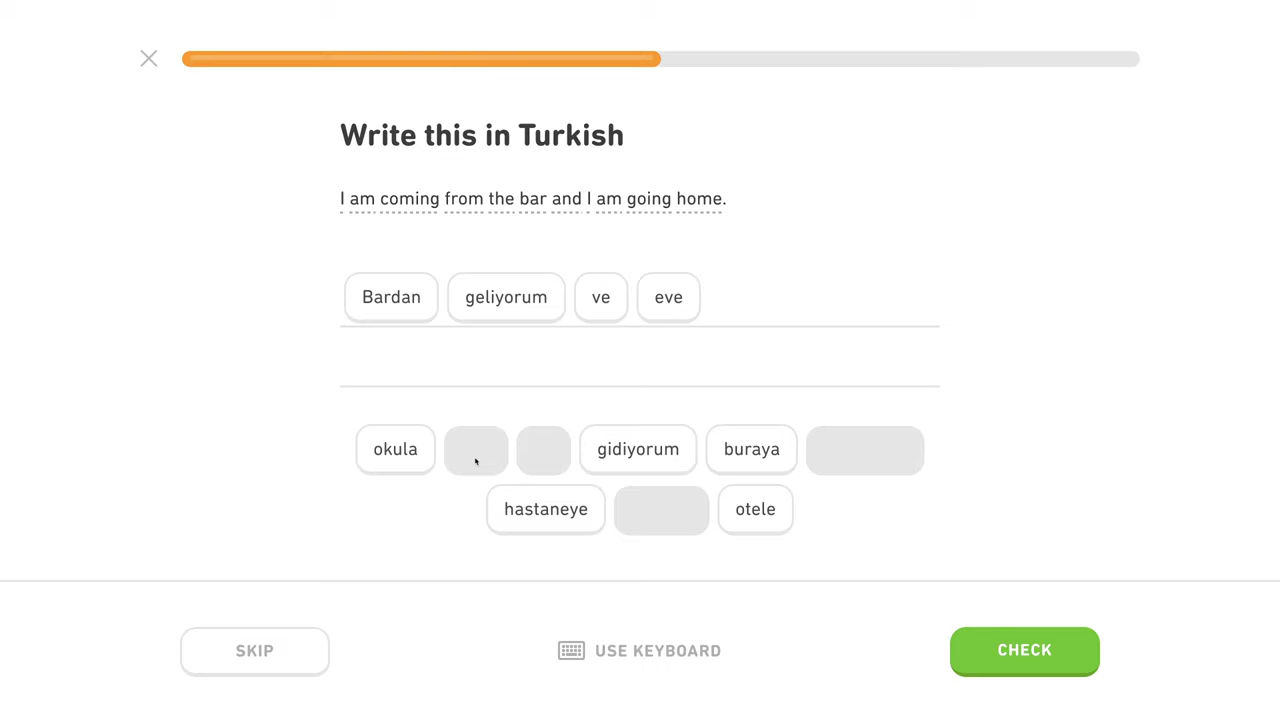 Write this in Turkish
I am coming from the bar and I am going home.
Bardan geliyorum ve eve
okula gidiyorum buraya
hastaneye otele
SKIP USE KEYBOARD CHECK